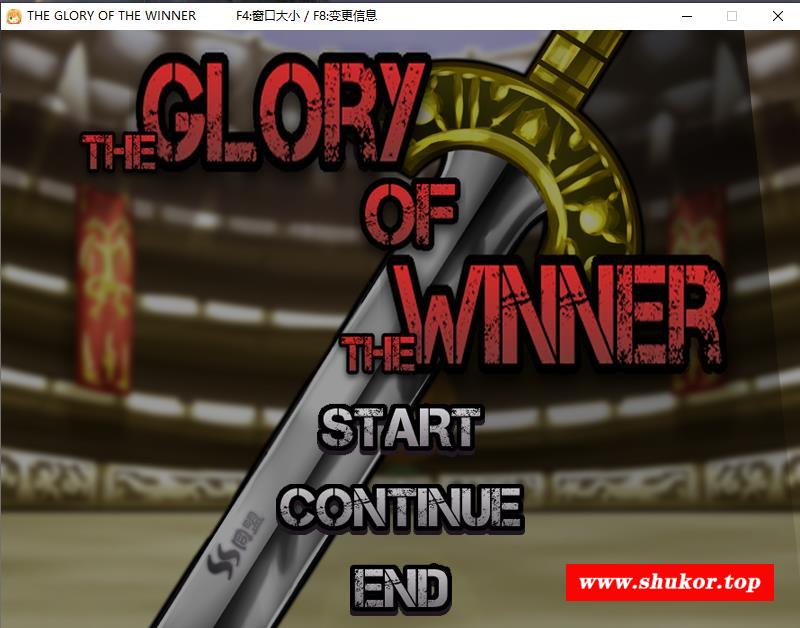 THE GLORY OF THE WINNER F4:窗口大小 / F8:变更信息
THE GLORY
OF
THE WINNER
START
CONTINUE
END
www.shukor.top